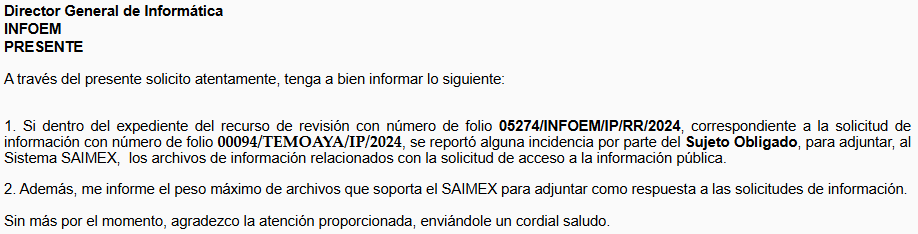 Director General de Informática
INFOEM
PRESENTE
A través del presente solicito atentamente, tenga a bien informar lo siguiente:
1. Si dentro del expediente del recurso de revisión con número de folio 05274/INFOEM/IP/RR/2024, correspondiente a la solicitud de
información con número de folio 00094/TEMOAYA/IP/2024, se reportó alguna incidencia por parte del Sujeto Obligado, para adjuntar, al
Sistema SAIMEX, los archivos de información relacionados con la solicitud de acceso a la información pública.
2. Además, me informe el peso máximo de archivos que soporta el SAIMEX para adjuntar como respuesta a las solicitudes de información.
Sin más por el momento, agradezco la atención proporcionada, enviándole un cordial saludo.